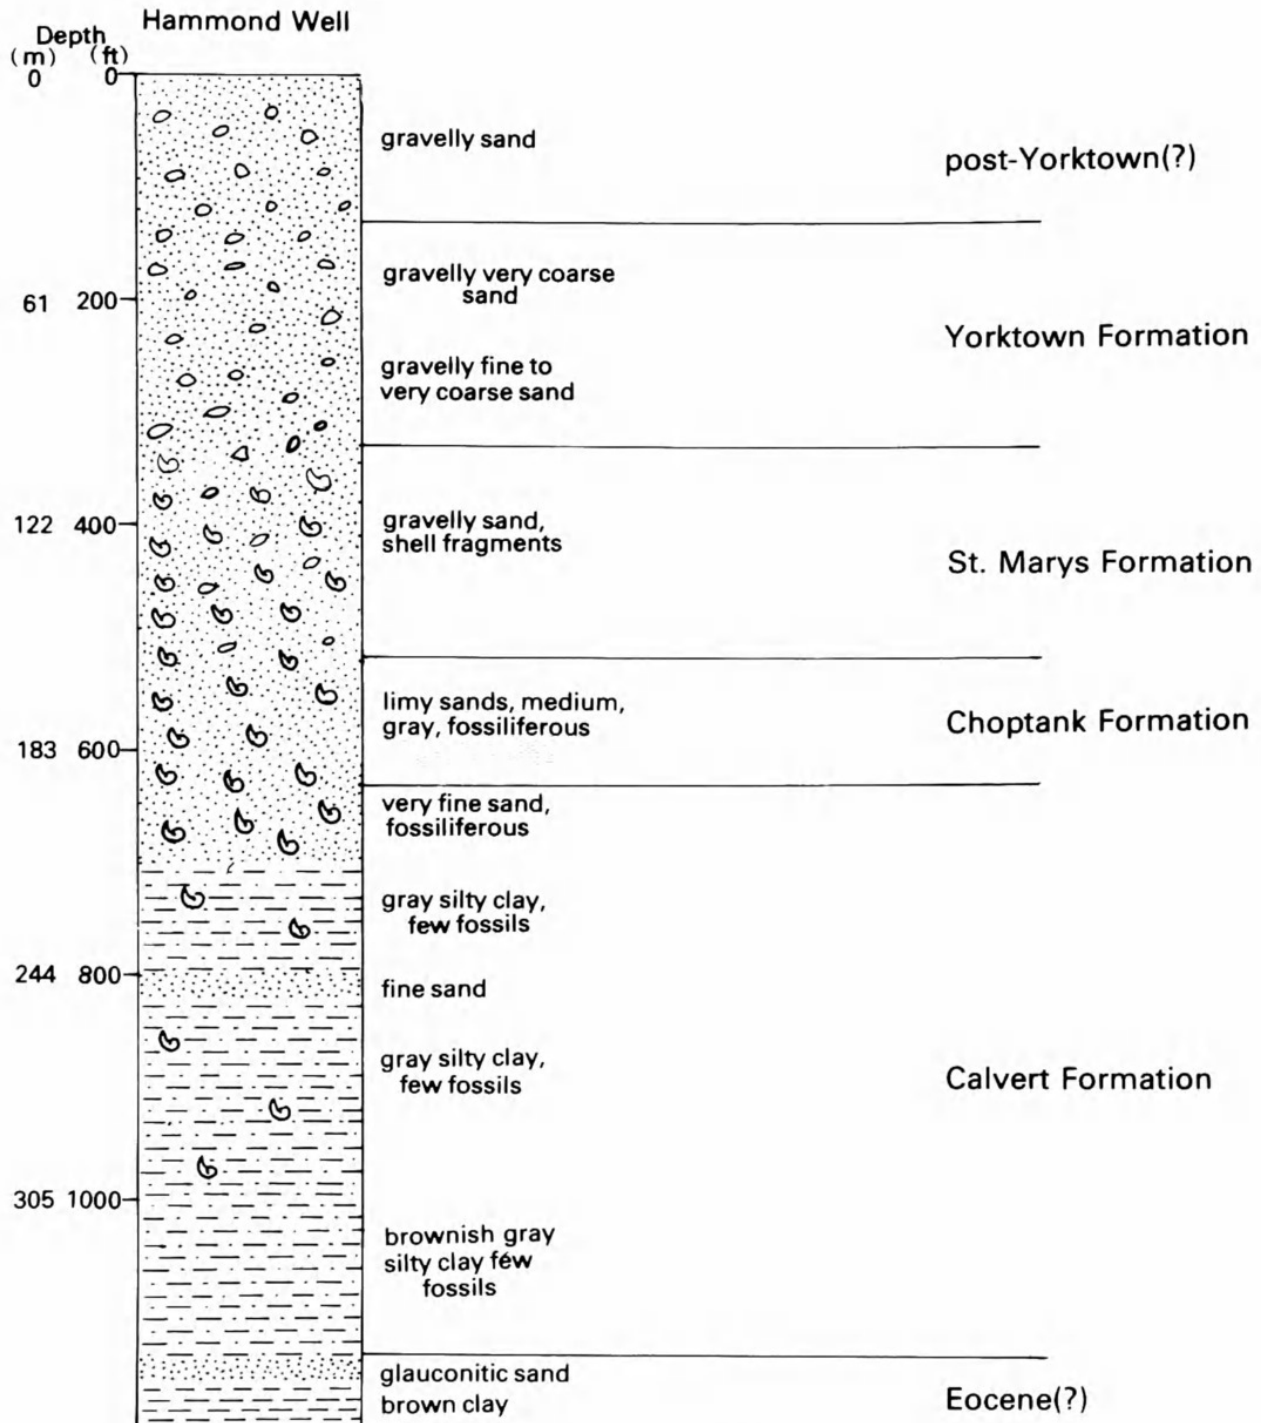 Hammond Well
Depth
(m) (ft)
0 0
gravelly sand
post-Yorktown(?)
gravelly very coarse
sand
61 200
Yorktown Formation
gravelly fine to
very coarse sand
122 400
gravelly sand,
shell fragments
St. Marys Formation
limy sands, medium,
gray, fossiliferous
Choptank Formation
183 600
very fine sand,
fossiliferous
gray silty clay,
few fossils
244 800
fine sand
gray silty clay,
few fossils
Calvert Formation
305 1000
brownish gray
silty clay few
fossils
glauconitic sand
brown clay
Eocene(?)